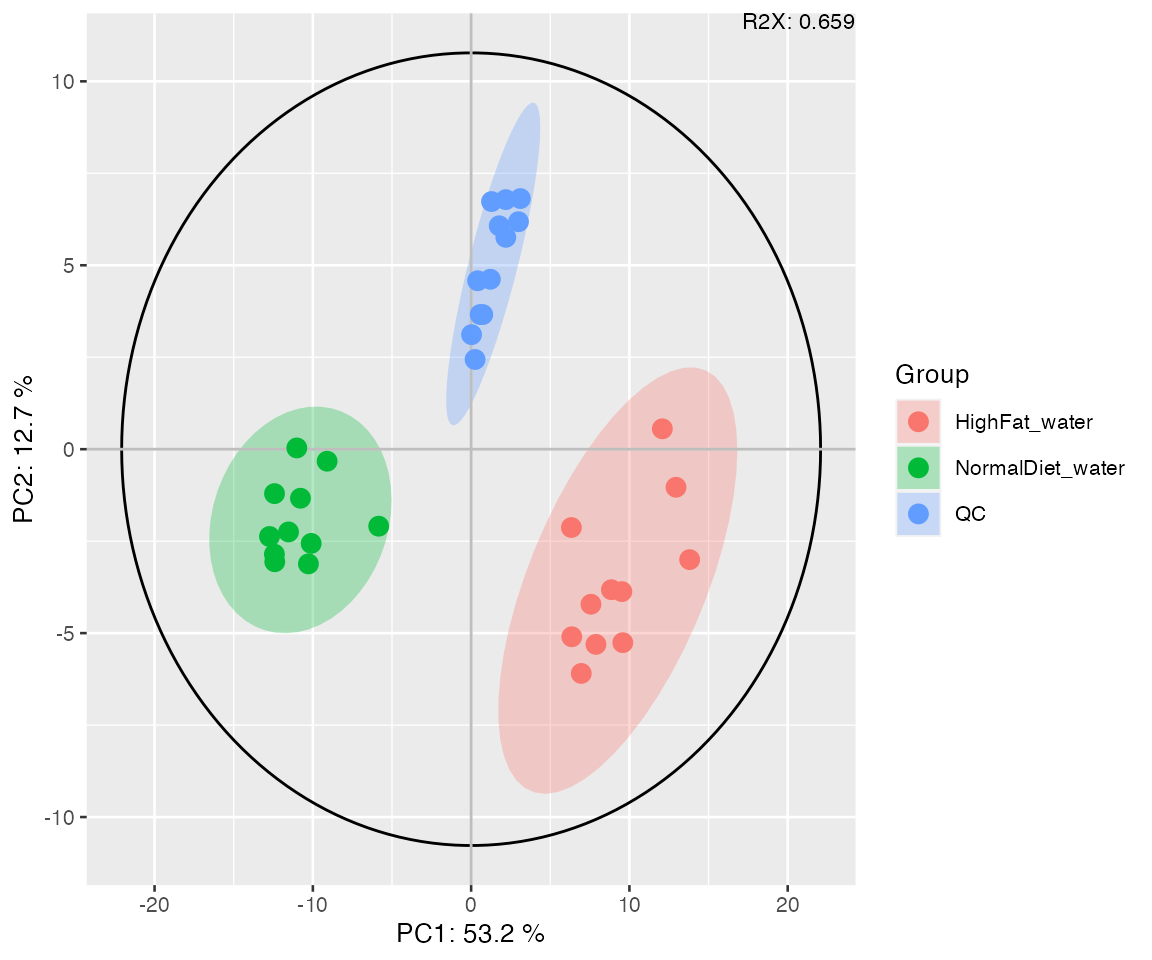 R2X: 0.659
10
5
0
-5
-10
PC2: 12.7 %
-20
-10
0
10
20
PC1: 53.2 %
Group
HighFat_water
NormalDiet_water
QC